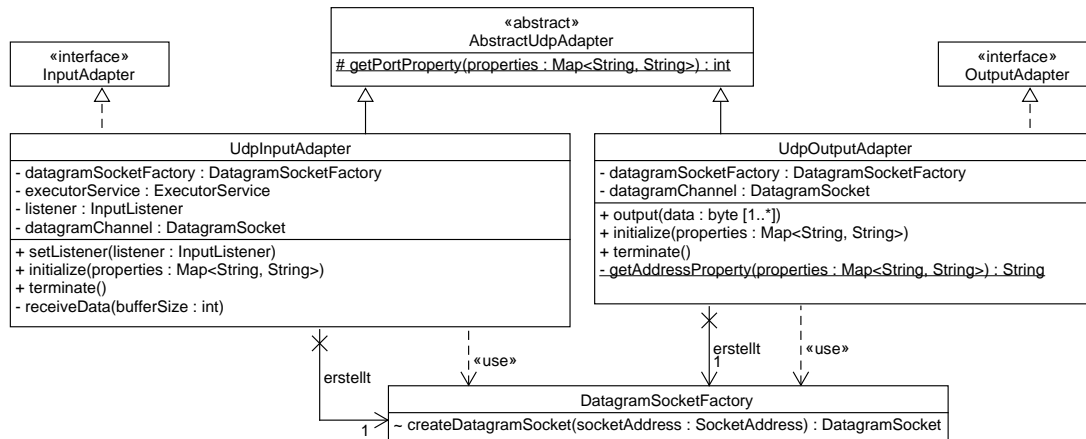 «abstract»
AbstractUdpAdapter
# getPortProperty(properties : Map<String, String>) : int
«interface»
InputAdapter
«interface»
OutputAdapter
UdpInputAdapter
- datagramSocketFactory : DatagramSocketFactory
- executorService : ExecutorService
- listener : InputListener
- datagramChannel : DatagramSocket
+ setListener(listener : InputListener)
+ initialize(properties : Map<String, String>)
+ terminate()
- receiveData(bufferSize : int)
UdpOutputAdapter
- datagramSocketFactory : DatagramSocketFactory
- datagramChannel : DatagramSocket
+ output(data : byte [1..*])
+ initialize(properties : Map<String, String>)
+ terminate()
- getAddressProperty(properties : Map<String, String>) : String
erstellt
1
«use»
erstellt
1
«use»
DatagramSocketFactory
~ createDatagramSocket(socketAddress : SocketAddress) : DatagramSocket